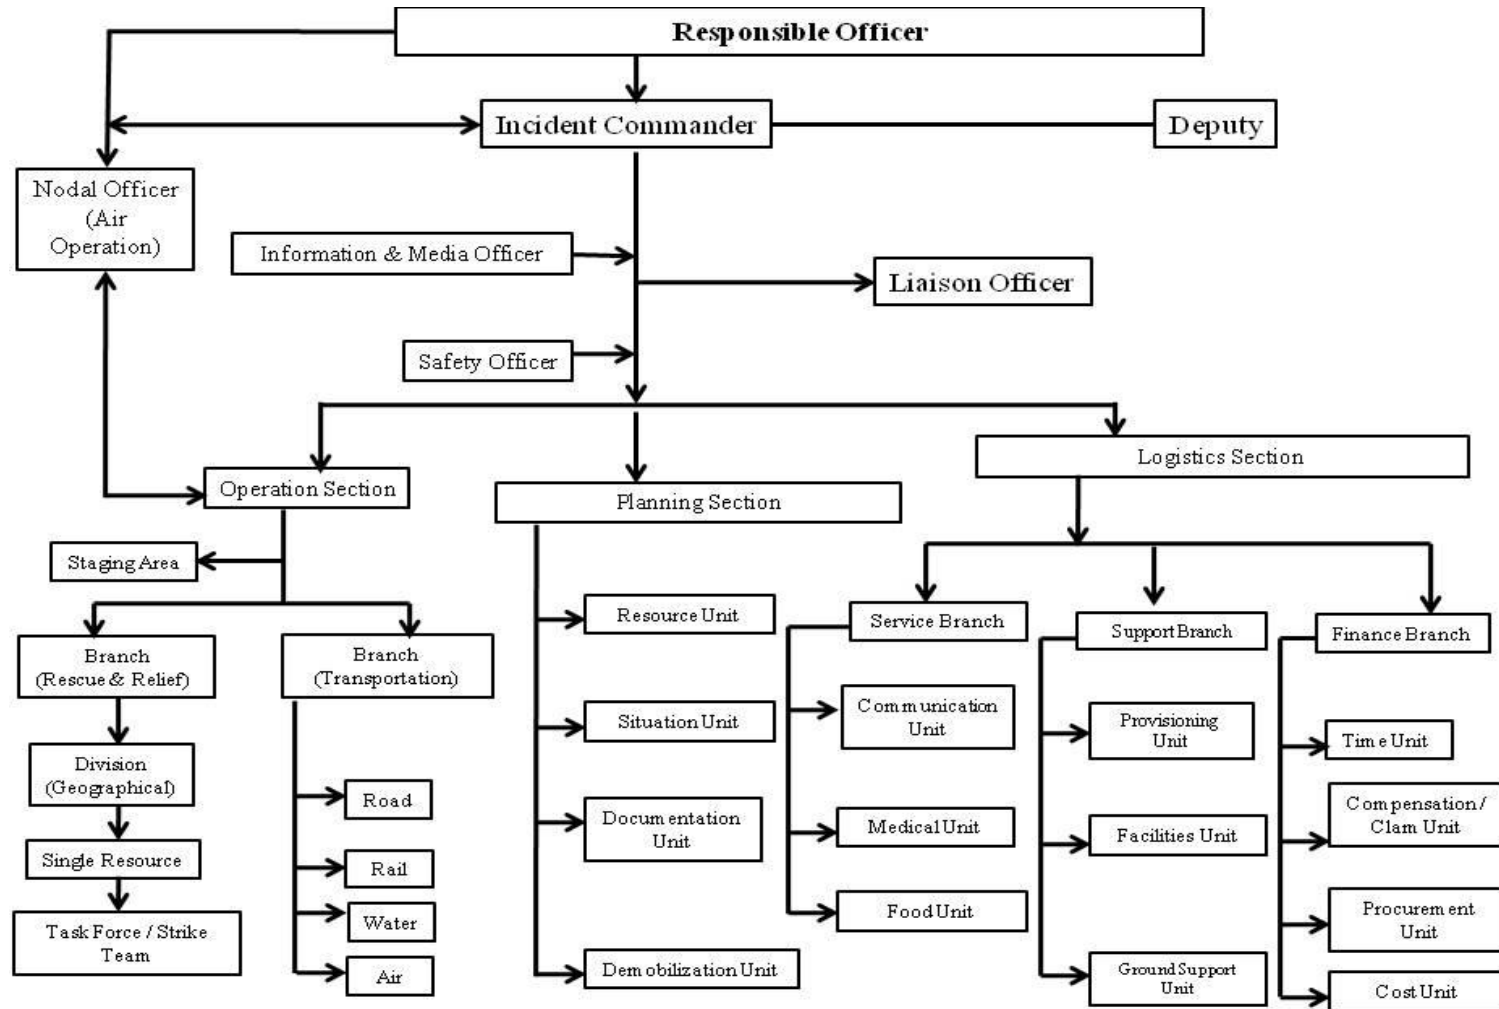 Responsible Officer
Incident Commander
Deputy
Nodal Officer
(Air
Operation)
Information & Media Officer
Liaison Officer
Safety Officer
Operation Section
Planning Section
Logistics Section
Staging Area
Branch
(Rescue & Relief)
Branch
(Transportation)
Division
(Geographical)
Single Resource
Task Force / Strike
Team
Road
Rail
Water
Air
Resource Unit
Situation Unit
Documentation
Unit
Demobilization Unit
Service Branch
Communication
Unit
Medical Unit
Food Unit
Support Branch
Provisioning
Unit
Facilities Unit
Ground Support
Unit
Finance Branch
Time Unit
Compensation /
Clam Unit
Procurement
Unit
Cost Unit